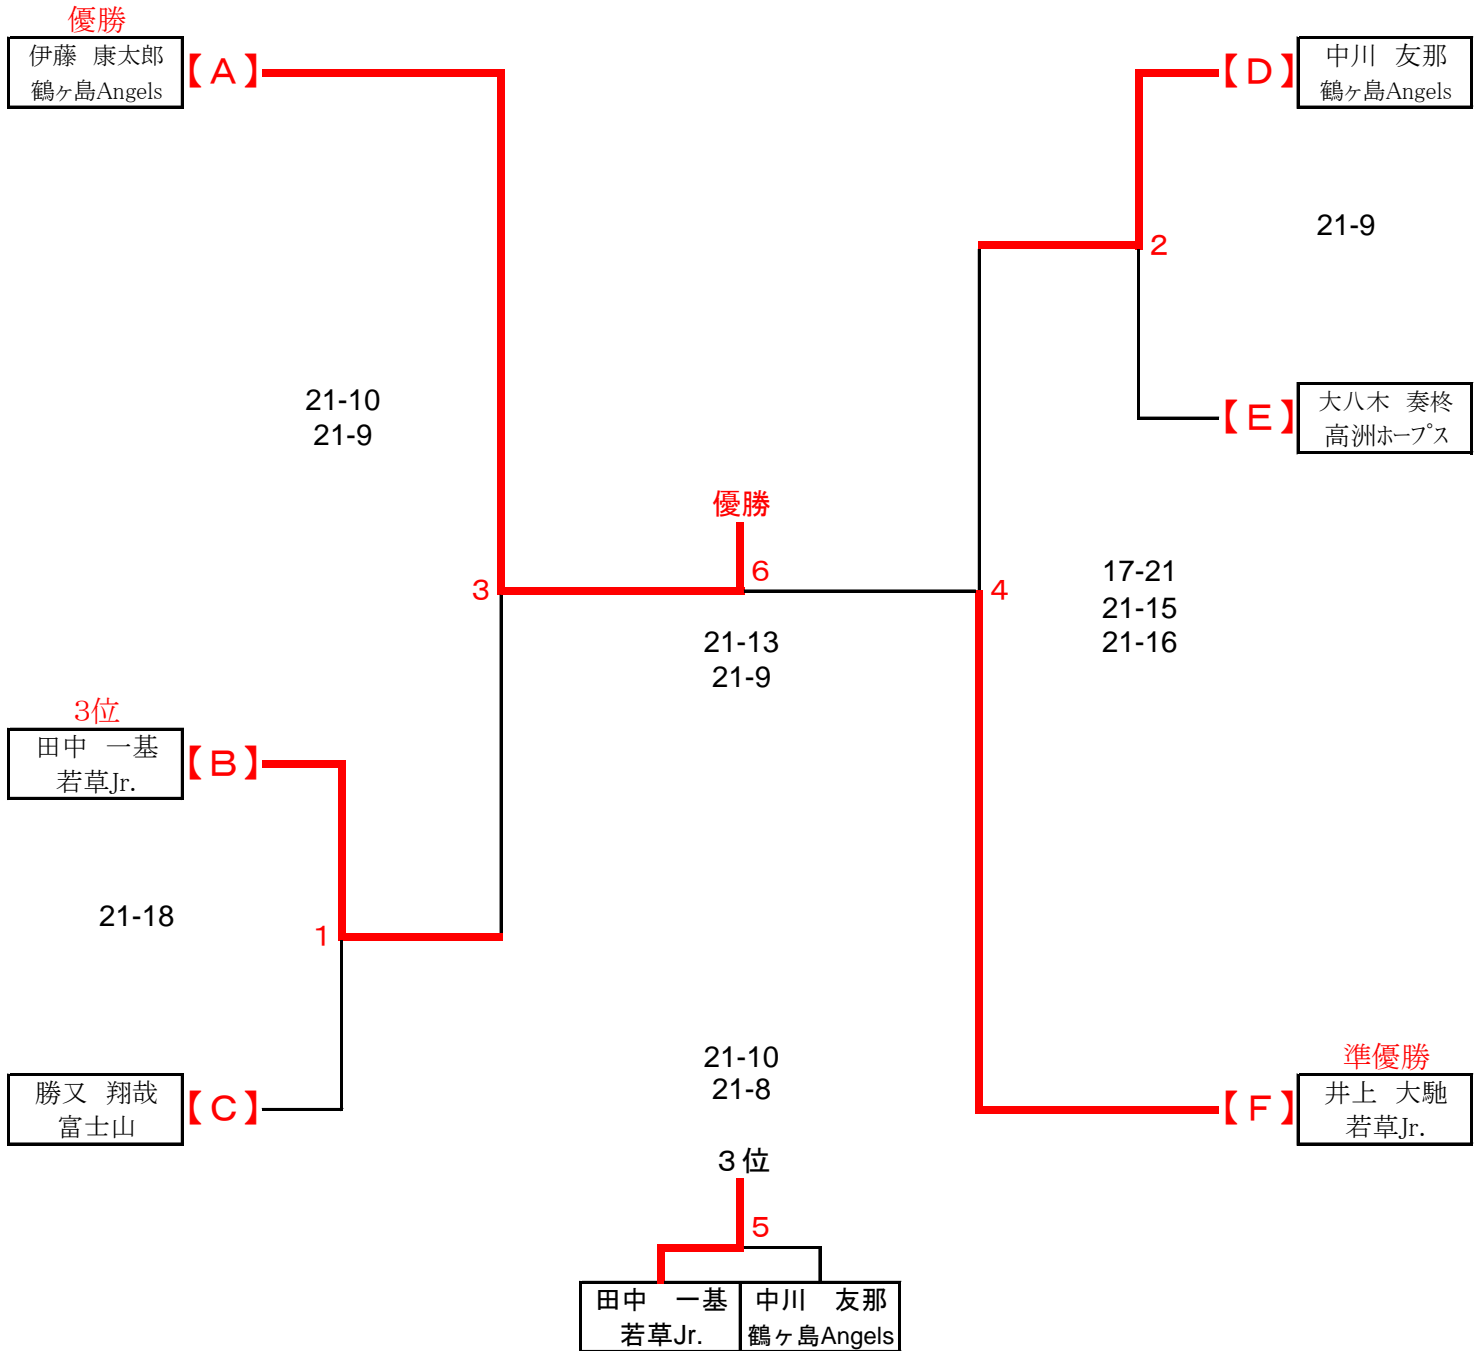 優勝
伊藤 康太郎
鶴ヶ島Angels
【A】
【D】
中川 友那
鶴ヶ島Angels
2
21-9
21-10
21-9
【E】
大八木 奏柊
高洲ホープス
優勝
3
6
4
17-21
21-15
21-16
21-13
21-9
3位
田中 一基
若草Jr.
【B】
21-18
1
勝又 翔哉
富士山
【C】
21-10
21-8
準優勝
【F】
井上 大馳
若草Jr.
3位
5
田中 一基
若草Jr.
中川 友那
鶴ヶ島Angels